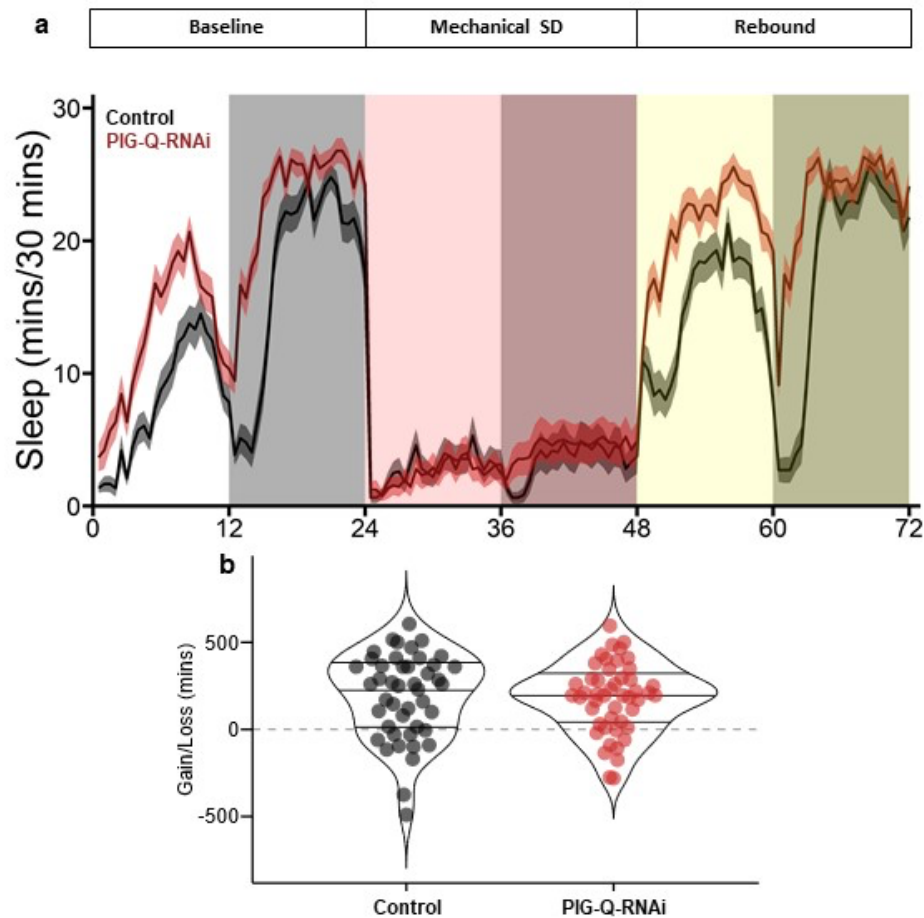 a
Baseline Mechanical SD Rebound
Control
PIG-Q-RNAi
Sleep (mins/30 mins)
30
20
10
0
0 12 24 36 48 60 72
b
Gain/Loss (mins)
500
0
-500
Control PIG-Q-RNAi